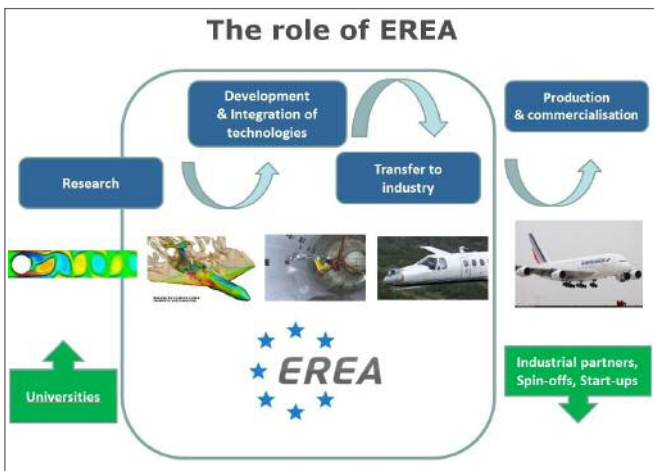 The role of EREA
Development
& Integration of
technologies
Production
& commercialisation
Research
Transfer to
industry
EREA
Universities
Industrial partners,
Spin-offs, Start-ups